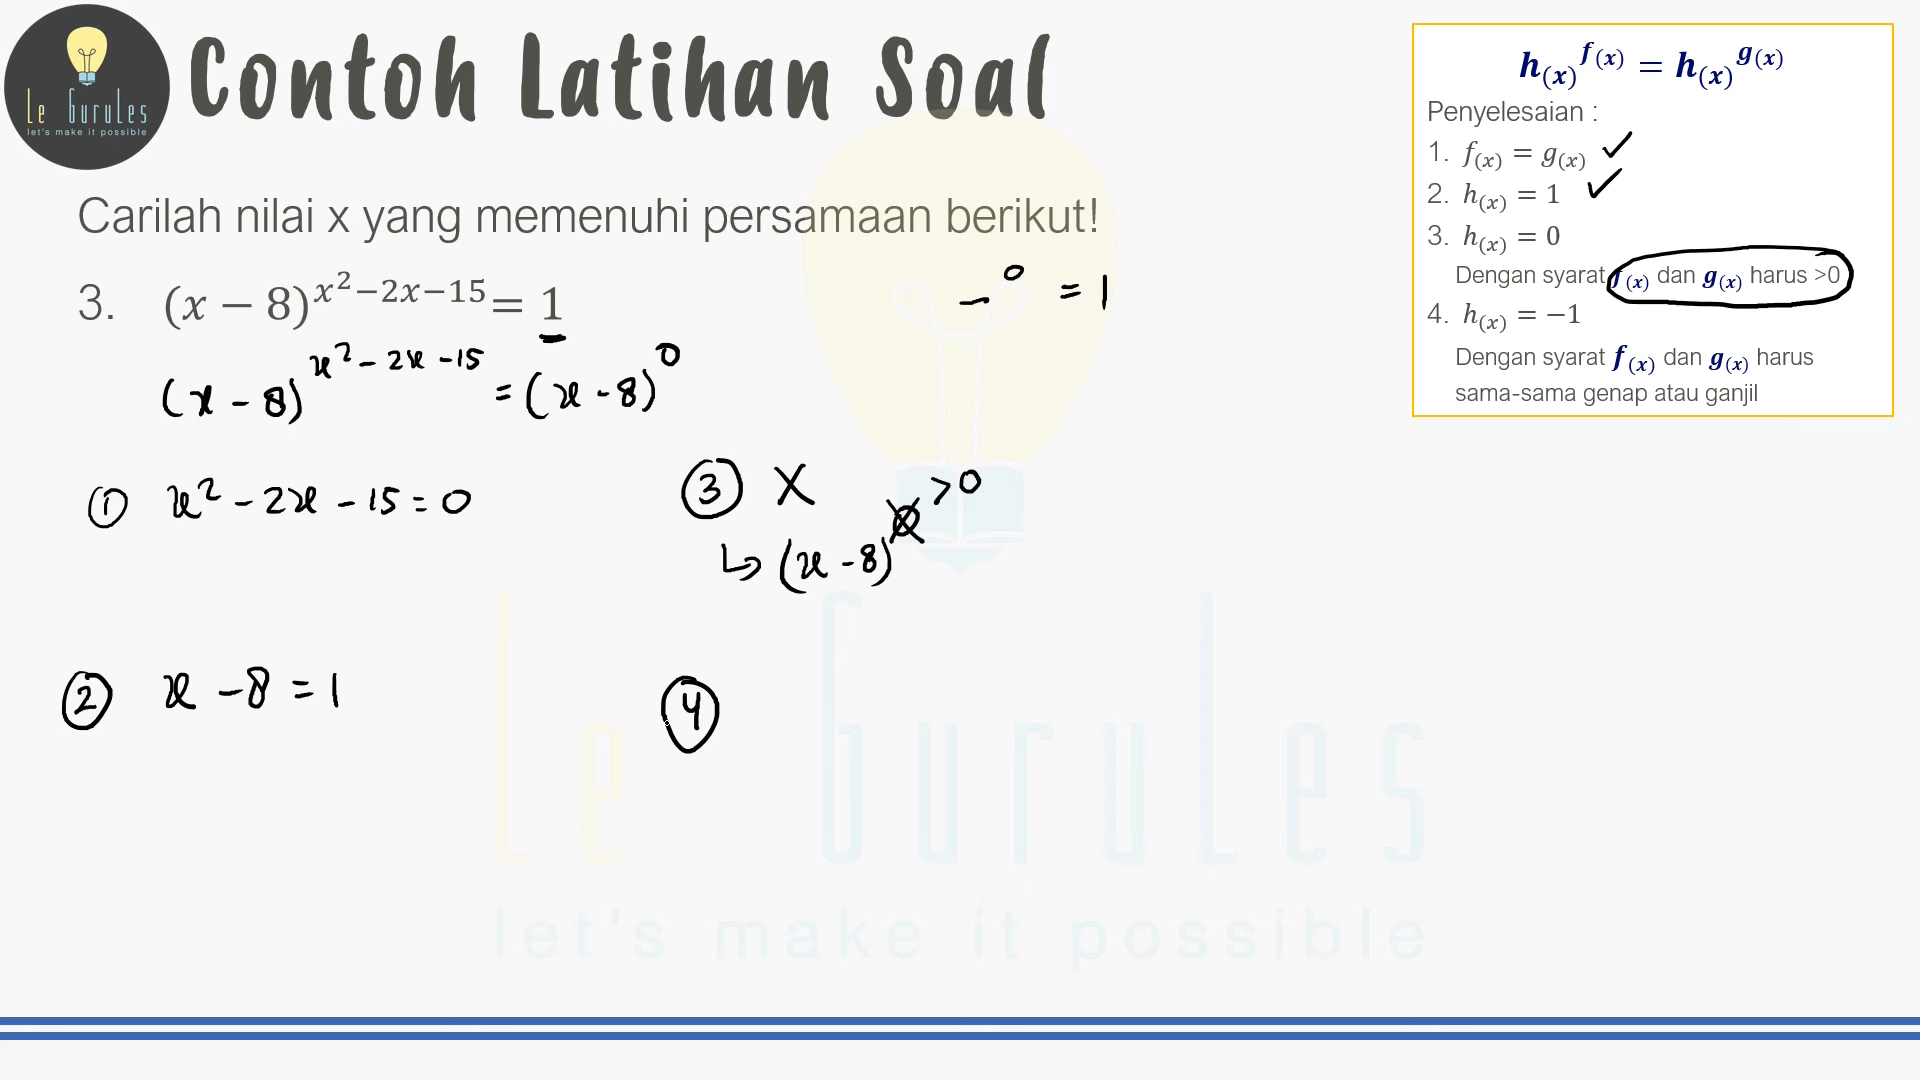 Le GuruLes
let's make it possible
Contoh Latihan Soal
Carilah nilai x yang memenuhi persamaan berikut!
3. (x − 8)^{x²−2x−15} = 1
_⁰ = 1
(x − 8)^{x² − 2x − 15} = (x − 8)⁰
① x² − 2x − 15 = 0
② x − 8 = 1
③ X
↳ (x − 8)⁰ > 0
④
h₍ₓ₎^{f₍ₓ₎} = h₍ₓ₎^{g₍ₓ₎}
Penyelesaian :
1. f₍ₓ₎ = g₍ₓ₎ ✓
2. h₍ₓ₎ = 1 ✓
3. h₍ₓ₎ = 0
Dengan syarat f₍ₓ₎ dan g₍ₓ₎ harus >0
4. h₍ₓ₎ = −1
Dengan syarat f₍ₓ₎ dan g₍ₓ₎ harus
sama-sama genap atau ganjil
Le GuruLes
let's make it possible